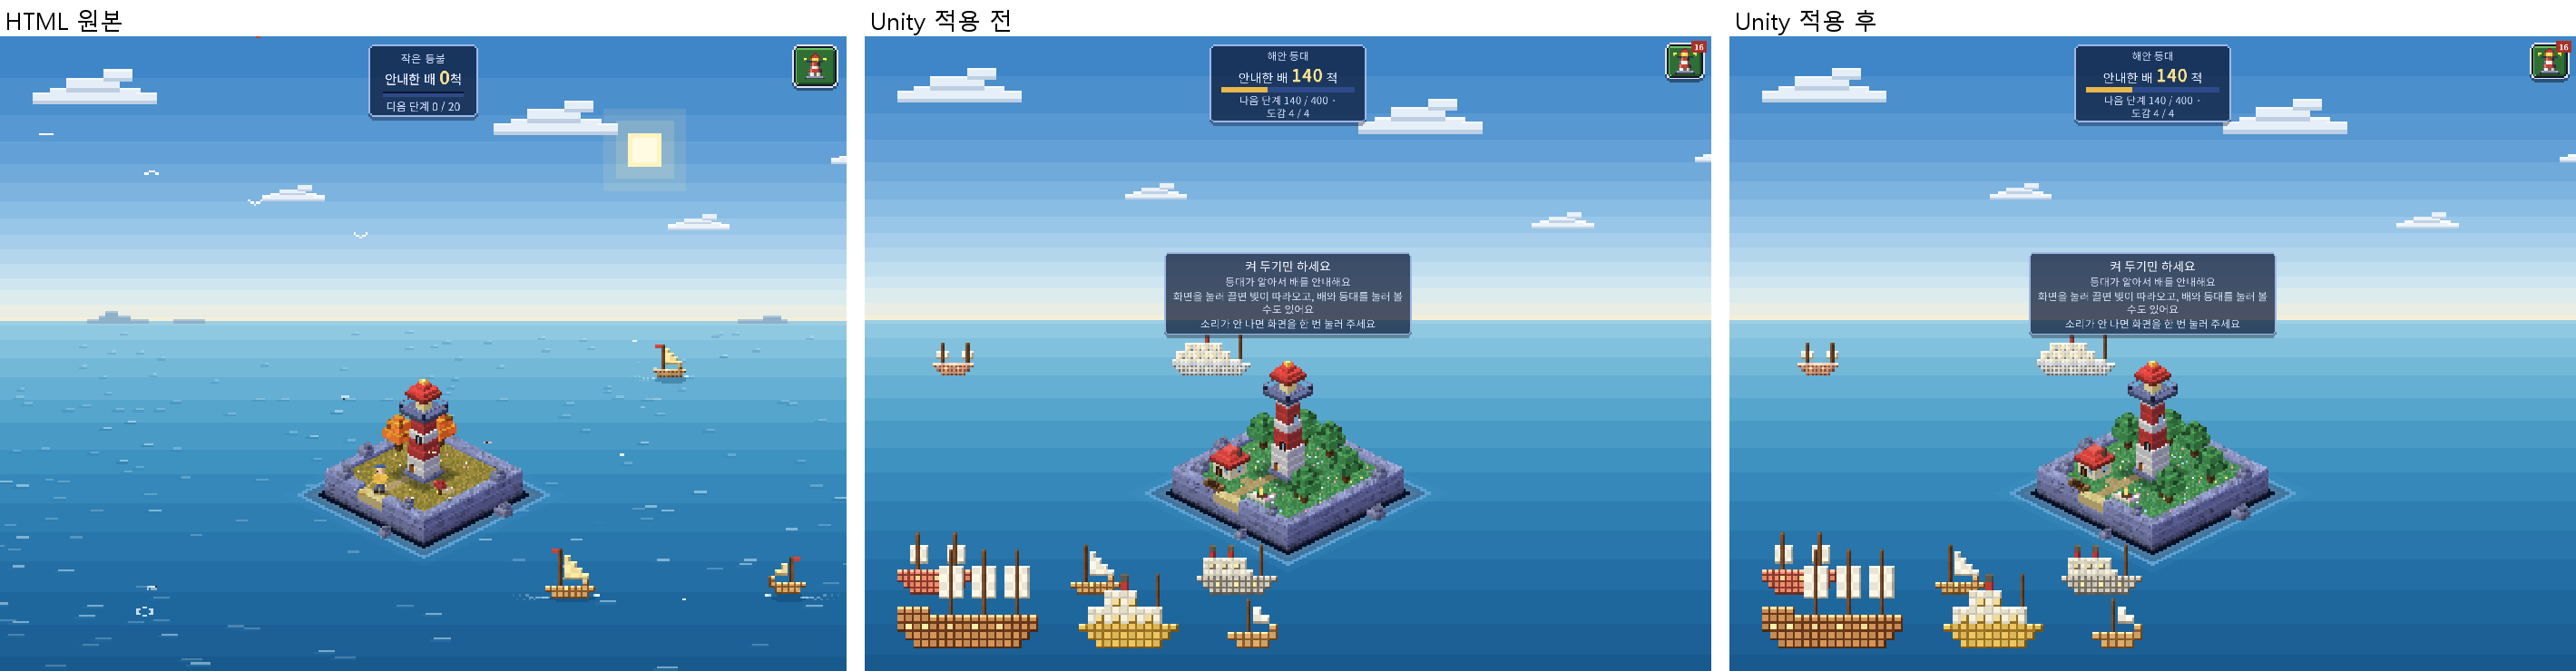 HTML 원본
작은 등불
안내한 배 0척
다음 단계 0 / 20
Unity 적용 전
해안 등대
안내한 배 140 척
다음 단계 140 / 400 ·
도감 4 / 4
16
켜 두기만 하세요
등대가 알아서 배를 안내해요
화면을 눌러 끌면 빛이 따라오고, 배와 등대를 눌러 볼
수도 있어요
소리가 안 나면 화면을 한 번 눌러 주세요
Unity 적용 후
해안 등대
안내한 배 140 척
다음 단계 140 / 400 ·
도감 4 / 4
16
켜 두기만 하세요
등대가 알아서 배를 안내해요
화면을 눌러 끌면 빛이 따라오고, 배와 등대를 눌러 볼
수도 있어요
소리가 안 나면 화면을 한 번 눌러 주세요